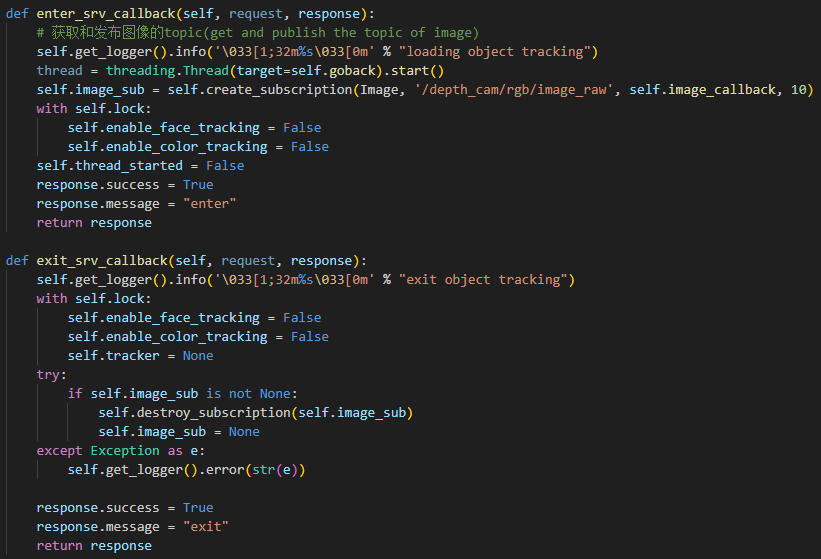 def enter_srv_callback(self, request, response):
    # 获取和发布图像的topic(get and publish the topic of image)
    self.get_logger().info('\033[1;32m%s\033[0m' % "loading object tracking")
    thread = threading.Thread(target=self.goback).start()
    self.image_sub = self.create_subscription(Image, '/depth_cam/rgb/image_raw', self.image_callback, 10)
    with self.lock:
        self.enable_face_tracking = False
        self.enable_color_tracking = False
    self.thread_started = False
    response.success = True
    response.message = "enter"
    return response

def exit_srv_callback(self, request, response):
    self.get_logger().info('\033[1;32m%s\033[0m' % "exit object tracking")
    with self.lock:
        self.enable_face_tracking = False
        self.enable_color_tracking = False
        self.tracker = None
    try:
        if self.image_sub is not None:
            self.destroy_subscription(self.image_sub)
            self.image_sub = None
    except Exception as e:
        self.get_logger().error(str(e))

    response.success = True
    response.message = "exit"
    return response